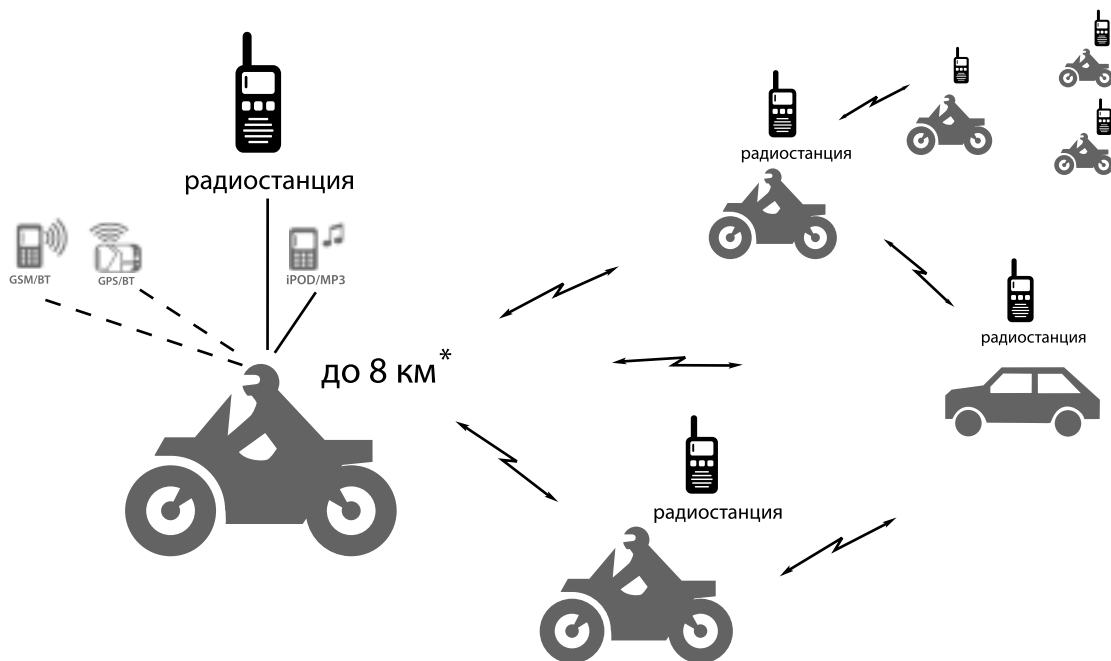 радиостанция
GSM/BT
GPS/BT
iPOD/MP3
до 8 км*
радиостанция
радиостанция
радиостанция